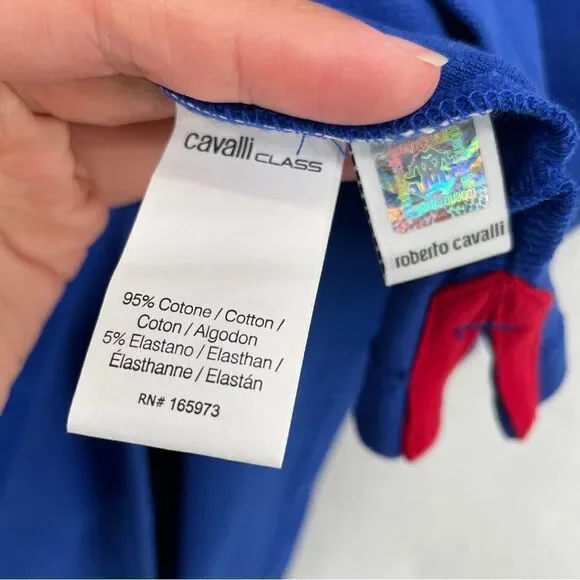 cavalli CLASS
95% Cotone / Cotton /
Coton / Algodon
5% Elastano / Elasthan /
Élasthanne / Elastán
RN# 165973
roberto cavalli